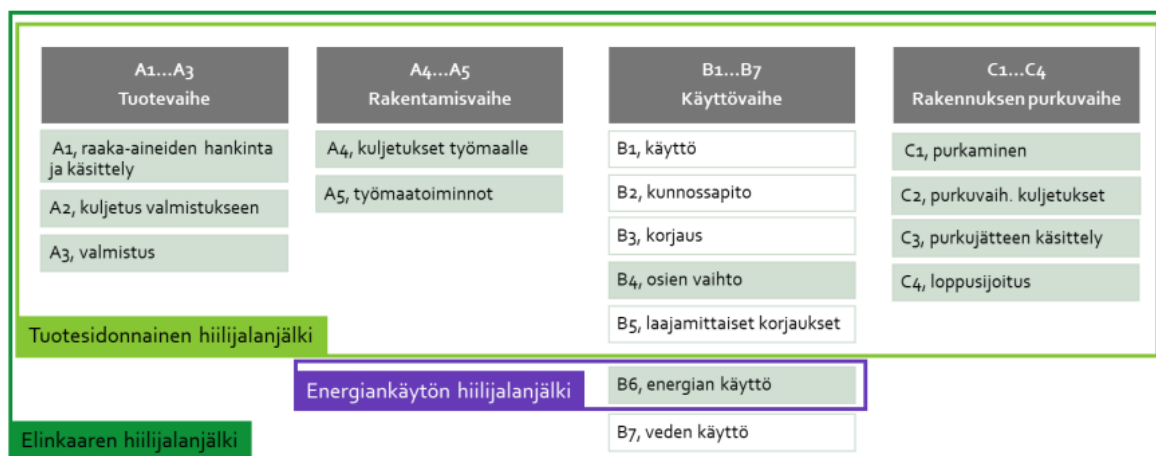 A1...A3
Tuotevaihe
A1, raaka-aineiden hankinta
ja käsittely
A2, kuljetus valmistukseen
A3, valmistus
A4...A5
Rakentamisvaihe
A4, kuljetukset työmaalle
A5, työmaatoiminnot
B1...B7
Käyttövaihe
B1, käyttö
B2, kunnossapito
B3, korjaus
B4, osien vaihto
B5, laajamittaiset korjaukset
C1...C4
Rakennuksen purkuvaihe
C1, purkaminen
C2, purkuvaih. kuljetukset
C3, purkujätteen käsittely
C4, loppusijoitus
Tuotesidonnainen hiilijalanjälki
Energiankäytön hiilijalanjälki
B6, energian käyttö
B7, veden käyttö
Elinkaaren hiilijalanjälki